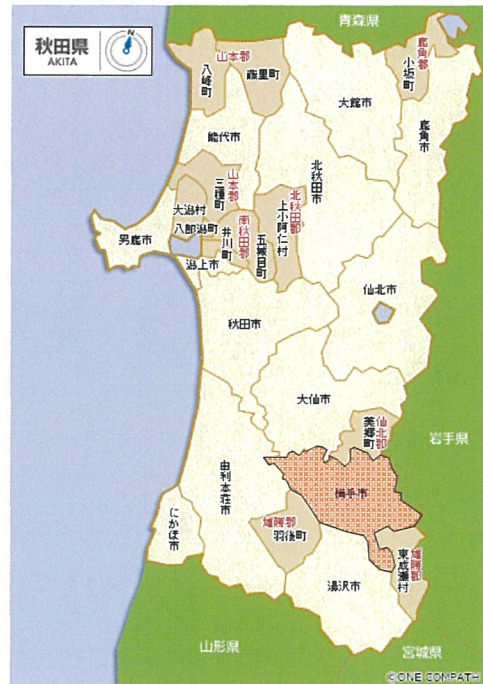 青森県
秋田県
AKITA
山本郡
八峰町
藤里町
鹿角郡
小坂町
大館市
鹿角市
能代市
北秋田市
山本郡
三種町
北秋田郡
上小阿仁村
大潟村
八郎潟町
南秋田郡
井川町
五城目町
男鹿市
潟上市
仙北市
秋田市
大仙市
仙北郡
美郷町
岩手県
横手市
由利本荘市
にかほ市
雄勝郡
羽後町
雄勝郡
東成瀬村
湯沢市
山形県
宮城県
©ONE COMPATH